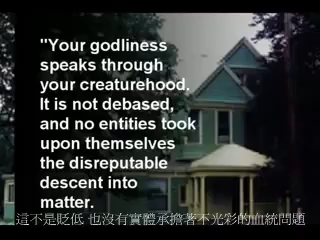 "Your godliness
speaks through
your creaturehood.
It is not debased,
and no entities took
upon themselves
the disreputable
descent into
matter.
這不是貶低 也沒有實體承擔著不光彩的血統問題